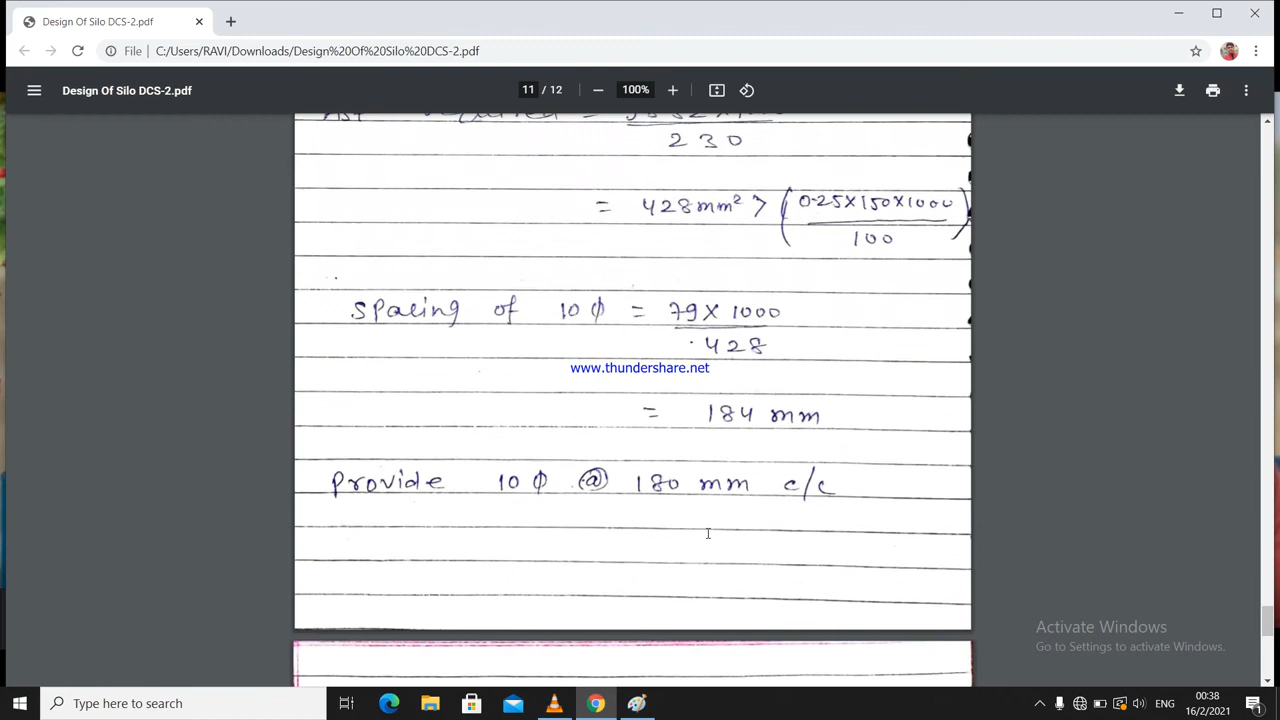 Design Of Silo DCS-2.pdf
File
C:/Users/RAVI/Downloads/Design%20Of%20Silo%20DCS-2.pdf
Design Of Silo DCS-2.pdf
11 / 12
100%
230
= 428mm² > (0.25X150X1000
100)
Spacing of 10 ϕ = 79 X 1000
428
www.thundershare.net
= 184 mm
Provide 10 ϕ @ 180 mm c/c
Activate Windows
Go to Settings to activate Windows.
Type here to search
ENG
00:38
16/2/2021
1